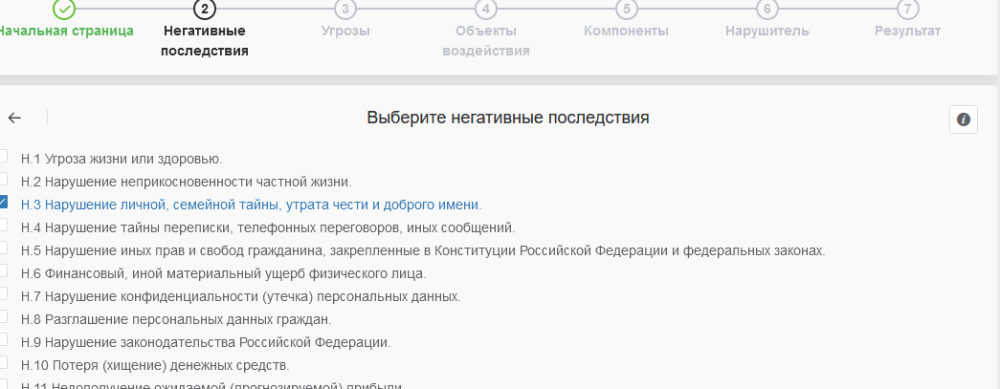 2
3
4
5
6
7
Начальная страница
Негативные
последствия
Угрозы
Объекты
воздействия
Компоненты
Нарушитель
Результат
Выберите негативные последствия
Н.1 Угроза жизни или здоровью.
Н.2 Нарушение неприкосновенности частной жизни.
Н.3 Нарушение личной, семейной тайны, утрата чести и доброго имени.
Н.4 Нарушение тайны переписки, телефонных переговоров, иных сообщений.
Н.5 Нарушение иных прав и свобод гражданина, закрепленные в Конституции Российской Федерации и федеральных законах.
Н.6 Финансовый, иной материальный ущерб физического лица.
Н.7 Нарушение конфиденциальности (утечка) персональных данных.
Н.8 Разглашение персональных данных граждан.
Н.9 Нарушение законодательства Российской Федерации.
Н.10 Потеря (хищение) денежных средств.
Н.11 Недополучение ожидаемой (прогнозируемой) прибыли.